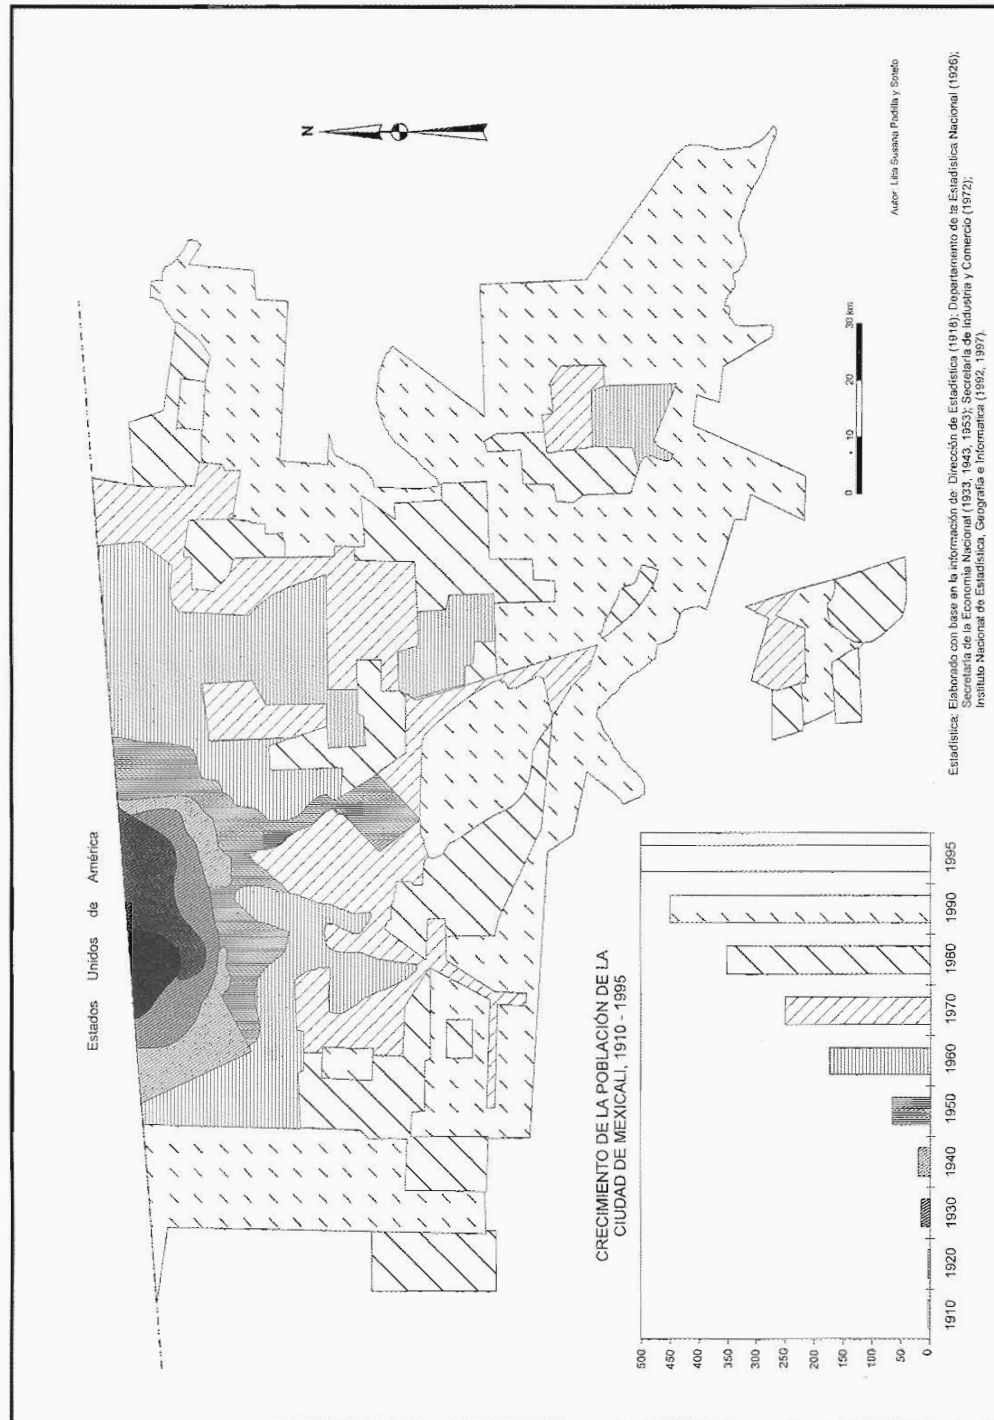 Estados Unidos de América
N
CRECIMIENTO DE LA POBLACIÓN DE LA
CIUDAD DE MEXICALI, 1910 - 1995
500
450
400
350
300
250
200
150
100
50
0
1910
1920
1930
1940
1950
1960
1970
1980
1990
1995
0 10 20 30 km
Autor: Lilia Susana Padilla y Sotelo
Estadística: Elaborado con base en la información de: Dirección de Estadística (1918); Departamento de la Estadística Nacional (1926);
Secretaría de la Economía Nacional (1933, 1943, 1953); Secretaría de Industria y Comercio (1972);
Instituto Nacional de Estadística, Geografía e Informatica (1992, 1997).